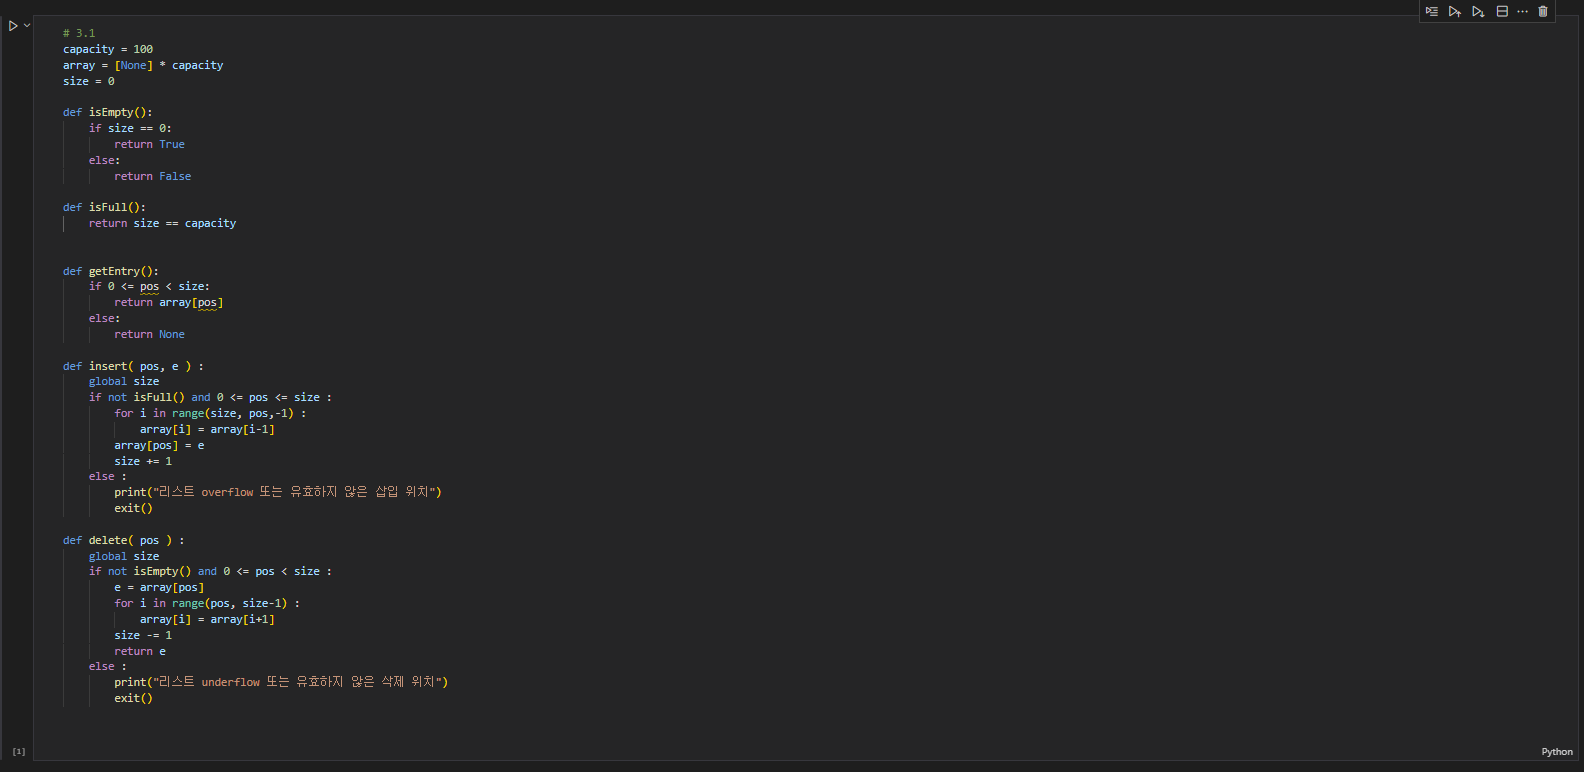 # 3.1
capacity = 100
array = [None] * capacity
size = 0
def isEmpty():
if size == 0:
return True
else:
return False
def isFull():
return size == capacity
def getEntry():
if 0 <= pos < size:
return array[pos]
else:
return None
def insert( pos, e ) :
global size
if not isFull() and 0 <= pos <= size :
for i in range(size, pos,-1) :
array[i] = array[i-1]
array[pos] = e
size += 1
else :
print("리스트 overflow 또는 유효하지 않은 삽입 위치")
exit()
def delete( pos ) :
global size
if not isEmpty() and 0 <= pos < size :
e = array[pos]
for i in range(pos, size-1) :
array[i] = array[i+1]
size -= 1
return e
else :
print("리스트 underflow 또는 유효하지 않은 삭제 위치")
exit()
[1]
Python